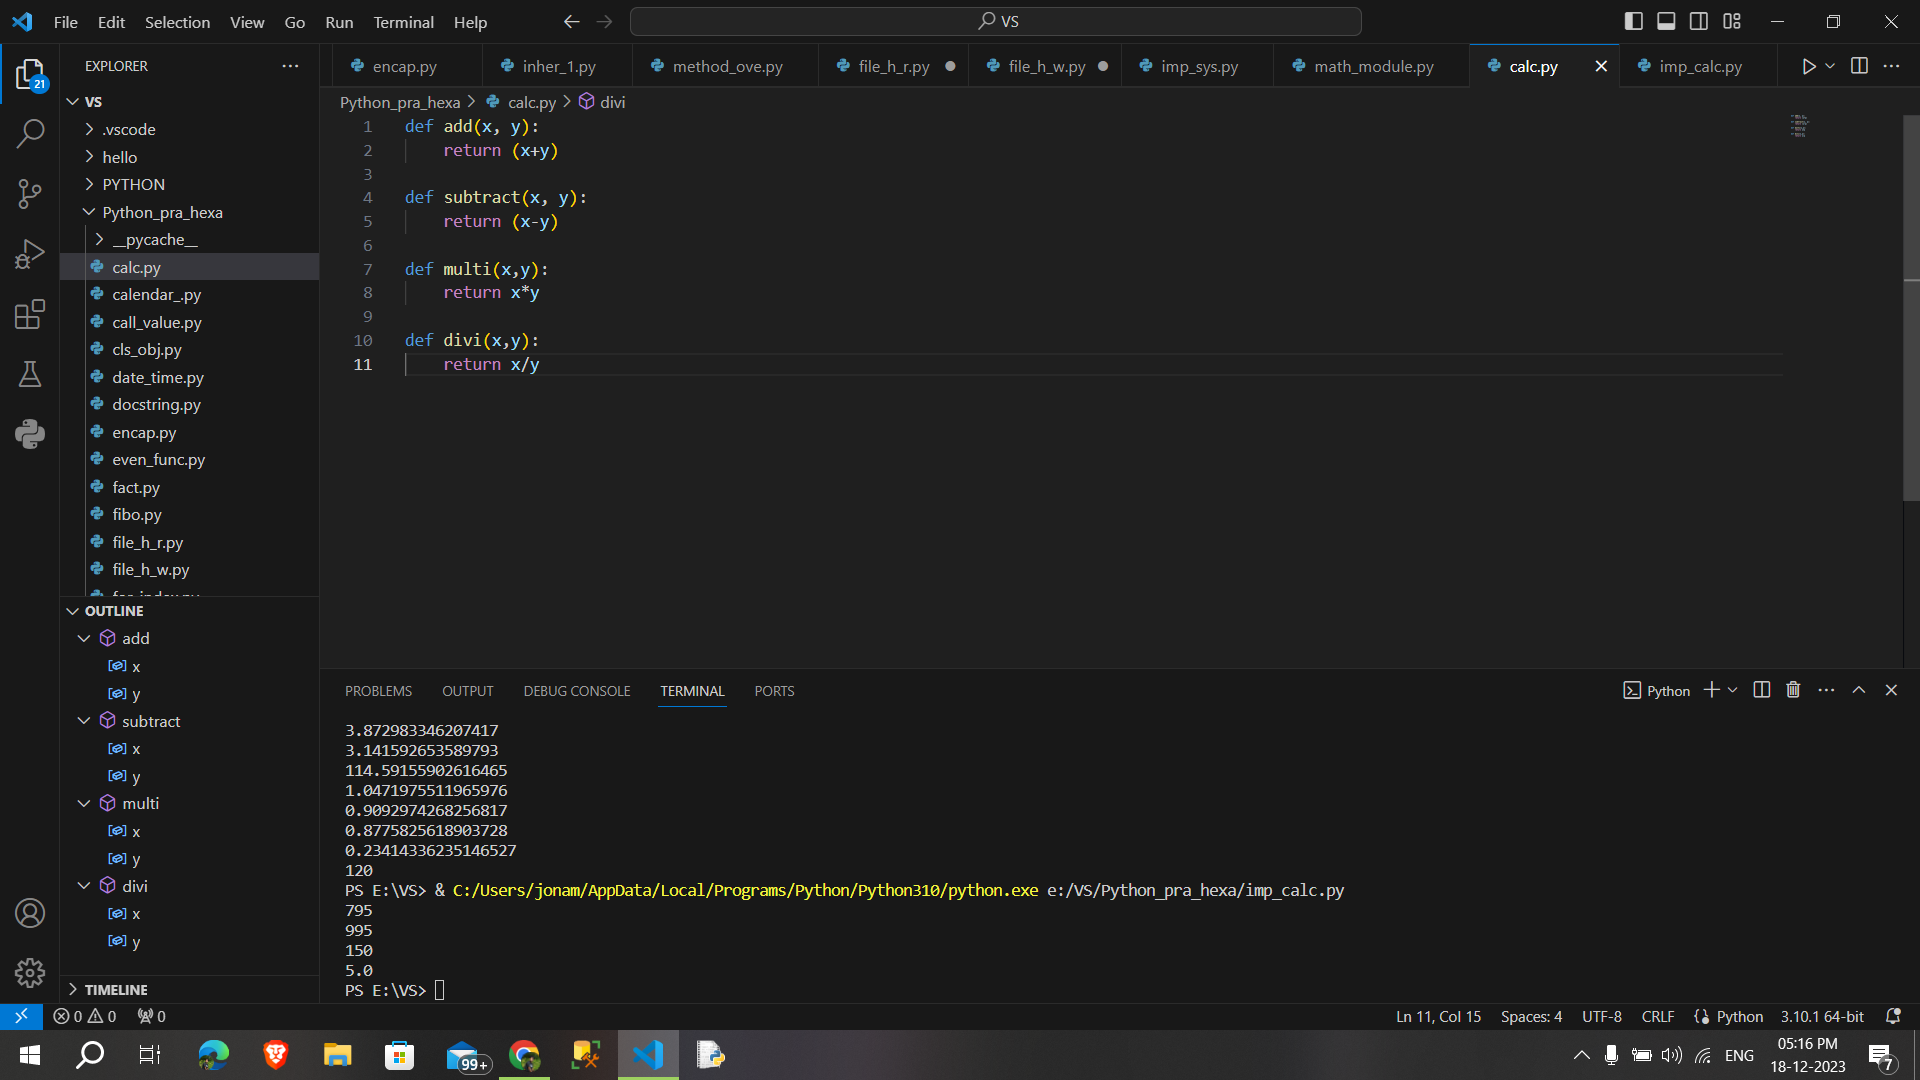 File Edit Selection View Go Run Terminal Help
VS
EXPLORER
21
VS
.vscode
hello
PYTHON
Python_pra_hexa
__pycache__
calc.py
calendar_.py
call_value.py
cls_obj.py
date_time.py
docstring.py
encap.py
even_func.py
fact.py
fibo.py
file_h_r.py
file_h_w.py
for_index.py
OUTLINE
add
x
y
subtract
x
y
multi
x
y
divi
x
y
TIMELINE
encap.py inher_1.py method_ove.py file_h_r.py file_h_w.py imp_sys.py math_module.py calc.py imp_calc.py
Python_pra_hexa > calc.py > divi
1 def add(x, y):
2 return (x+y)
3
4 def subtract(x, y):
5 return (x-y)
6
7 def multi(x,y):
8 return x*y
9
10 def divi(x,y):
11 return x/y
PROBLEMS OUTPUT DEBUG CONSOLE TERMINAL PORTS
Python
3.872983346207417
3.141592653589793
114.59155902616465
1.0471975511965976
0.9092974268256817
0.8775825618903728
0.23414336235146527
120
PS E:\VS> & C:/Users/jonam/AppData/Local/Programs/Python/Python310/python.exe e:/VS/Python_pra_hexa/imp_calc.py
795
995
150
5.0
PS E:\VS>
0 0 0
Ln 11, Col 15 Spaces: 4 UTF-8 CRLF Python 3.10.1 64-bit
99+
ENG
05:16 PM
18-12-2023
7